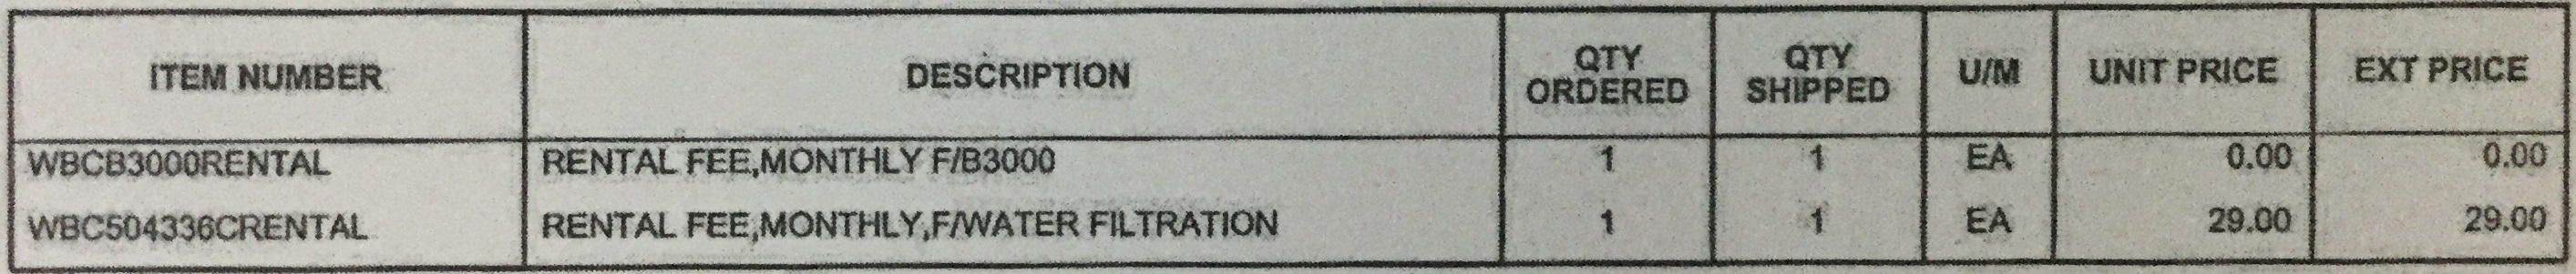 ITEM NUMBER DESCRIPTION QTY ORDERED QTY SHIPPED U/M UNIT PRICE EXT PRICE
WBCB3000RENTAL RENTAL FEE,MONTHLY F/B3000 1 1 EA 0.00 0.00
WBC504336CRENTAL RENTAL FEE,MONTHLY,F/WATER FILTRATION 1 1 EA 29.00 29.00